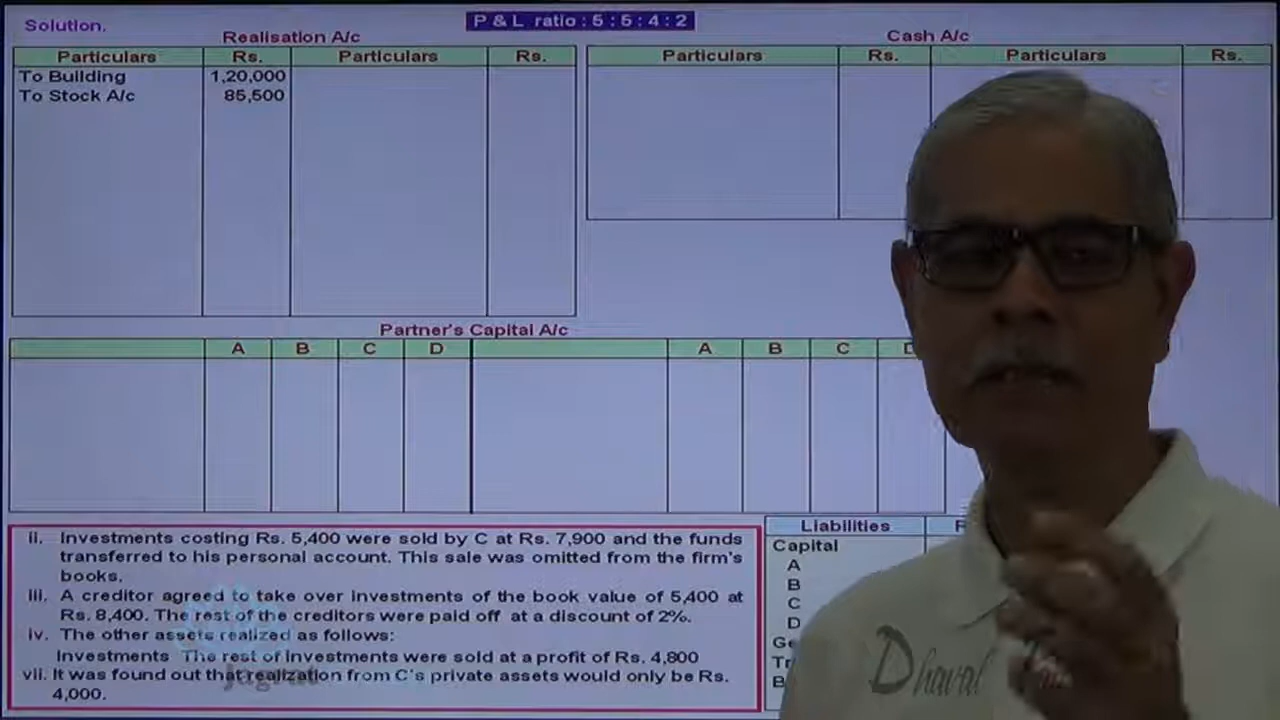 Solution.
P & L ratio : 5 : 5 : 4 : 2
Realisation A/c
Particulars Rs. Particulars Rs.
To Building 1,20,000
To Stock A/c 85,500
Cash A/c
Particulars Rs. Particulars Rs.
Partner's Capital A/c
A B C D A B C
ii. Investments costing Rs. 5,400 were sold by C at Rs. 7,900 and the funds
transferred to his personal account. This sale was omitted from the firm's
books.
iii. A creditor agreed to take over investments of the book value of 5,400 at
Rs. 8,400. The rest of the creditors were paid off at a discount of 2%.
iv. The other assets realized as follows:
Investments The rest of investments were sold at a profit of Rs. 4,800
vii. It was found out that realization from C's private assets would only be Rs.
4,000.
Liabilities
Capital
A
B
C
D
Dhaval